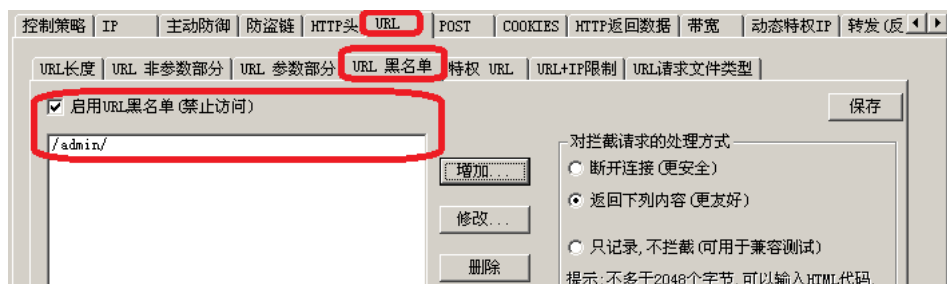 控制策略 IP 主动防御 防盗链 HTTP头 URL POST COOKIES HTTP返回数据 带宽 动态特权IP 转发(反
URL长度 URL 非参数部分 URL 参数部分 URL 黑名单 特权 URL URL+IP限制 URL请求文件类型
启用URL黑名单(禁止访问) 保存
/admin/ 对拦截请求的处理方式
增加... 断开连接(更安全)
返回下列内容(更友好)
修改...
只记录,不拦截(可用于兼容测试)
删除
提示:不多于2048个字节,可以输入HTML代码.